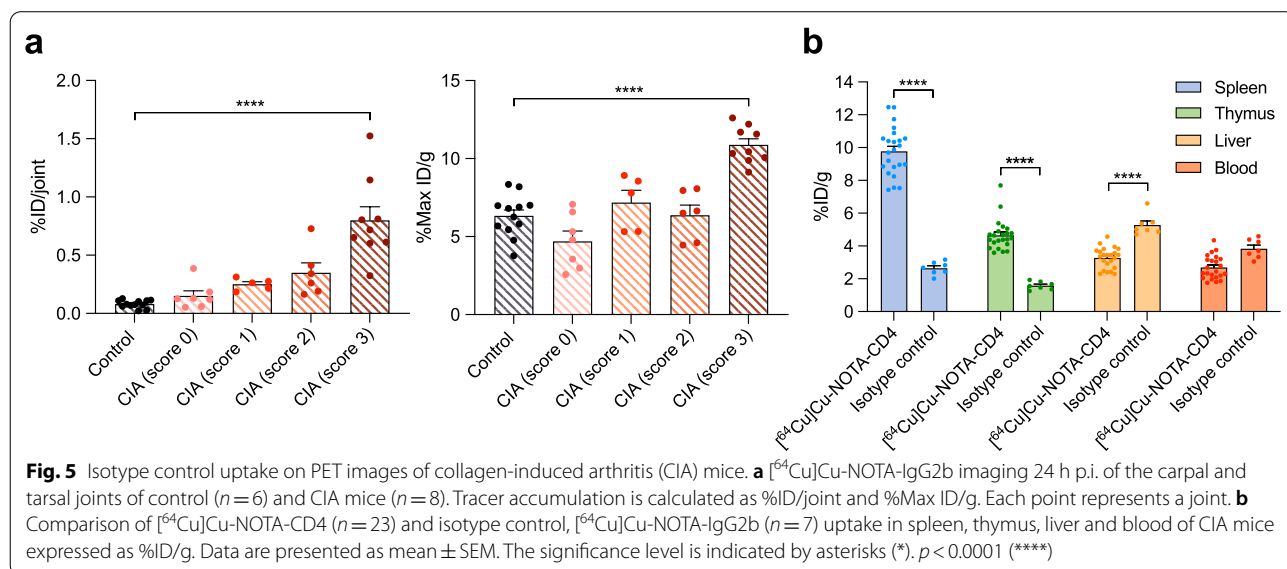 a
2.0
1.5
1.0
0.5
0.0
%ID/joint
****
Control
CIA (score 0)
CIA (score 1)
CIA (score 2)
CIA (score 3)
15
10
5
0
%Max ID/g
****
Control
CIA (score 0)
CIA (score 1)
CIA (score 2)
CIA (score 3)
b
14
12
10
8
6
4
2
0
%ID/g
****
****
****
Spleen
Thymus
Liver
Blood
[⁶⁴Cu]Cu-NOTA-CD4
Isotype control
[⁶⁴Cu]Cu-NOTA-CD4
Isotype control
[⁶⁴Cu]Cu-NOTA-CD4
Isotype control
[⁶⁴Cu]Cu-NOTA-CD4
Isotype control
Fig. 5 Isotype control uptake on PET images of collagen-induced arthritis (CIA) mice. a [⁶⁴Cu]Cu-NOTA-IgG2b imaging 24 h p.i. of the carpal and
tarsal joints of control (n = 6) and CIA mice (n = 8). Tracer accumulation is calculated as %ID/joint and %Max ID/g. Each point represents a joint. b
Comparison of [⁶⁴Cu]Cu-NOTA-CD4 (n = 23) and isotype control, [⁶⁴Cu]Cu-NOTA-IgG2b (n = 7) uptake in spleen, thymus, liver and blood of CIA mice
expressed as %ID/g. Data are presented as mean ± SEM. The significance level is indicated by asterisks (*). p < 0.0001 (****)